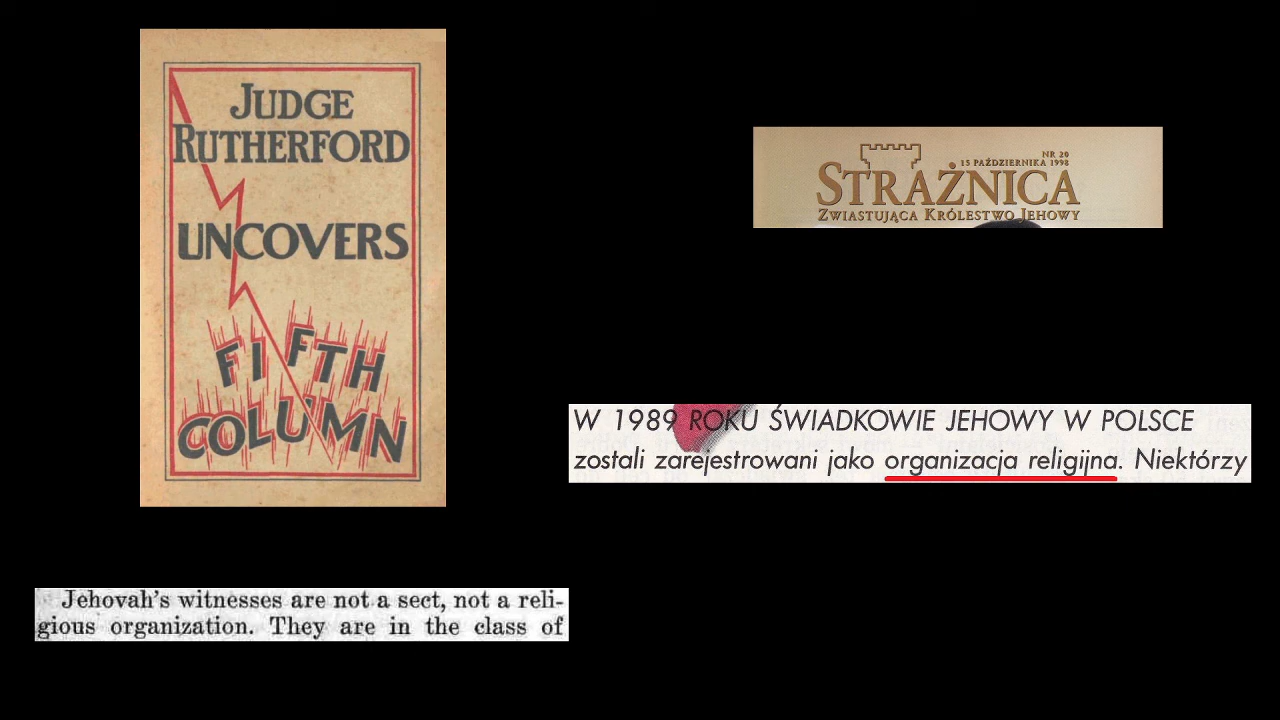 JUDGE
RUTHERFORD
UNCOVERS
FIFTH
COLUMN
Jehovah's witnesses are not a sect, not a reli-
gious organization. They are in the class of
NR 20
15 PAŹDZIERNIKA 1998
STRAŻNICA
ZWIASTUJĄCA KRÓLESTWO JEHOWY
W 1989 ROKU ŚWIADKOWIE JEHOWY W POLSCE
zostali zarejestrowani jako organizacja religijna. Niektórzy